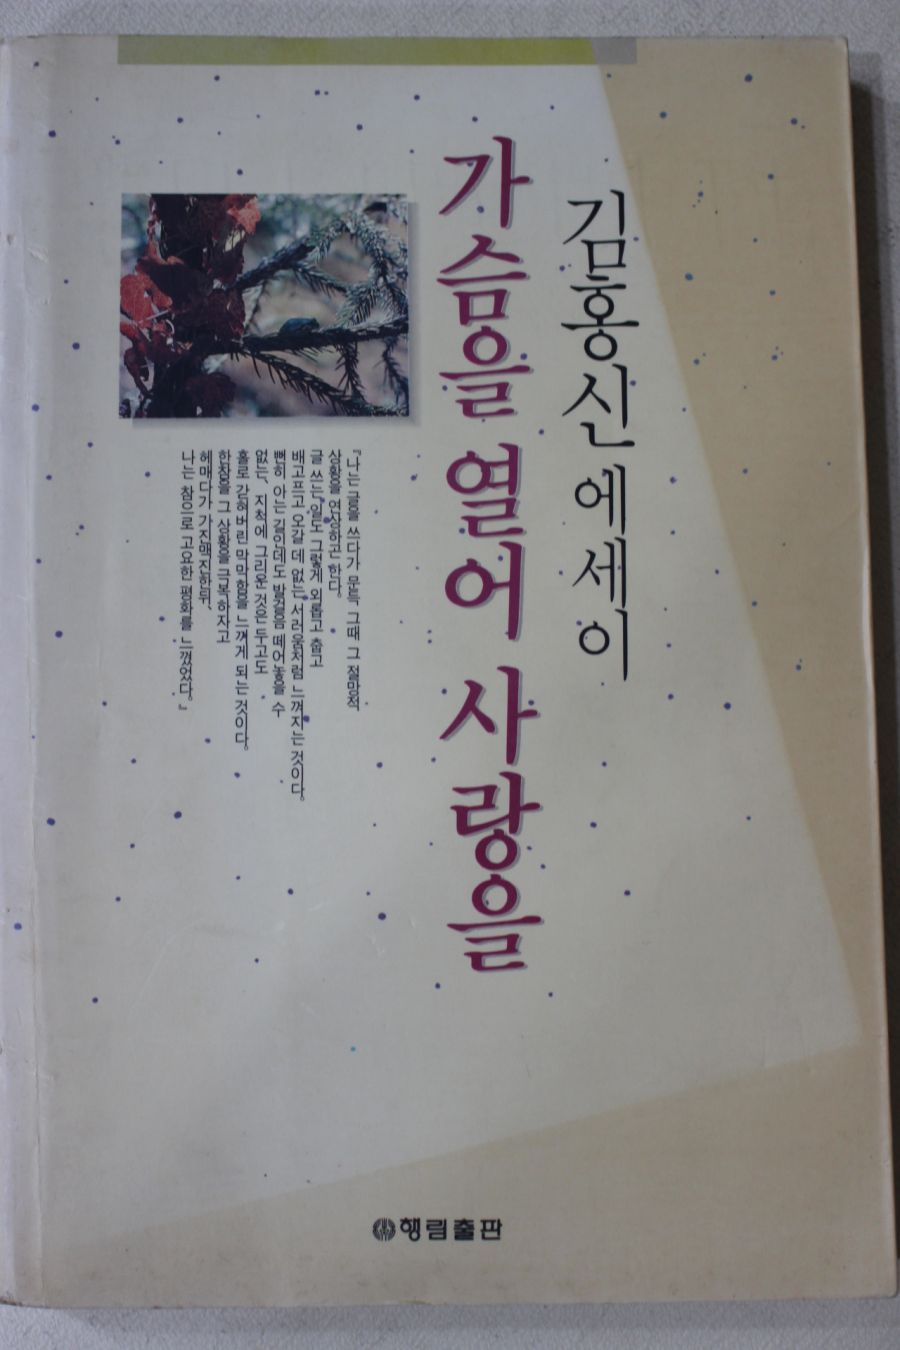 김홍신 에세이
가슴을 열어 사랑을
『나는 글을 쓰다가 문득, 그때 그 절망적
상황을 연상하곤 한다.
글 쓰는 일도 그렇게 외롭고 춥고
배고프고 오갈 데 없는 서러움처럼 느껴지는 것이다.
뻔히 아는 길인데도 발걸음 떼어놓을 수
없는, 지척에 그리운 것은 두고도
홀로 갇혀버린 막막함을 느끼게 되는 것이다.
한참을 그 상황을 극복하자고
헤매다가 가진맥진한 뒤,
나는 참으로 고요한 평화를 느꼈었다.』
행림출판